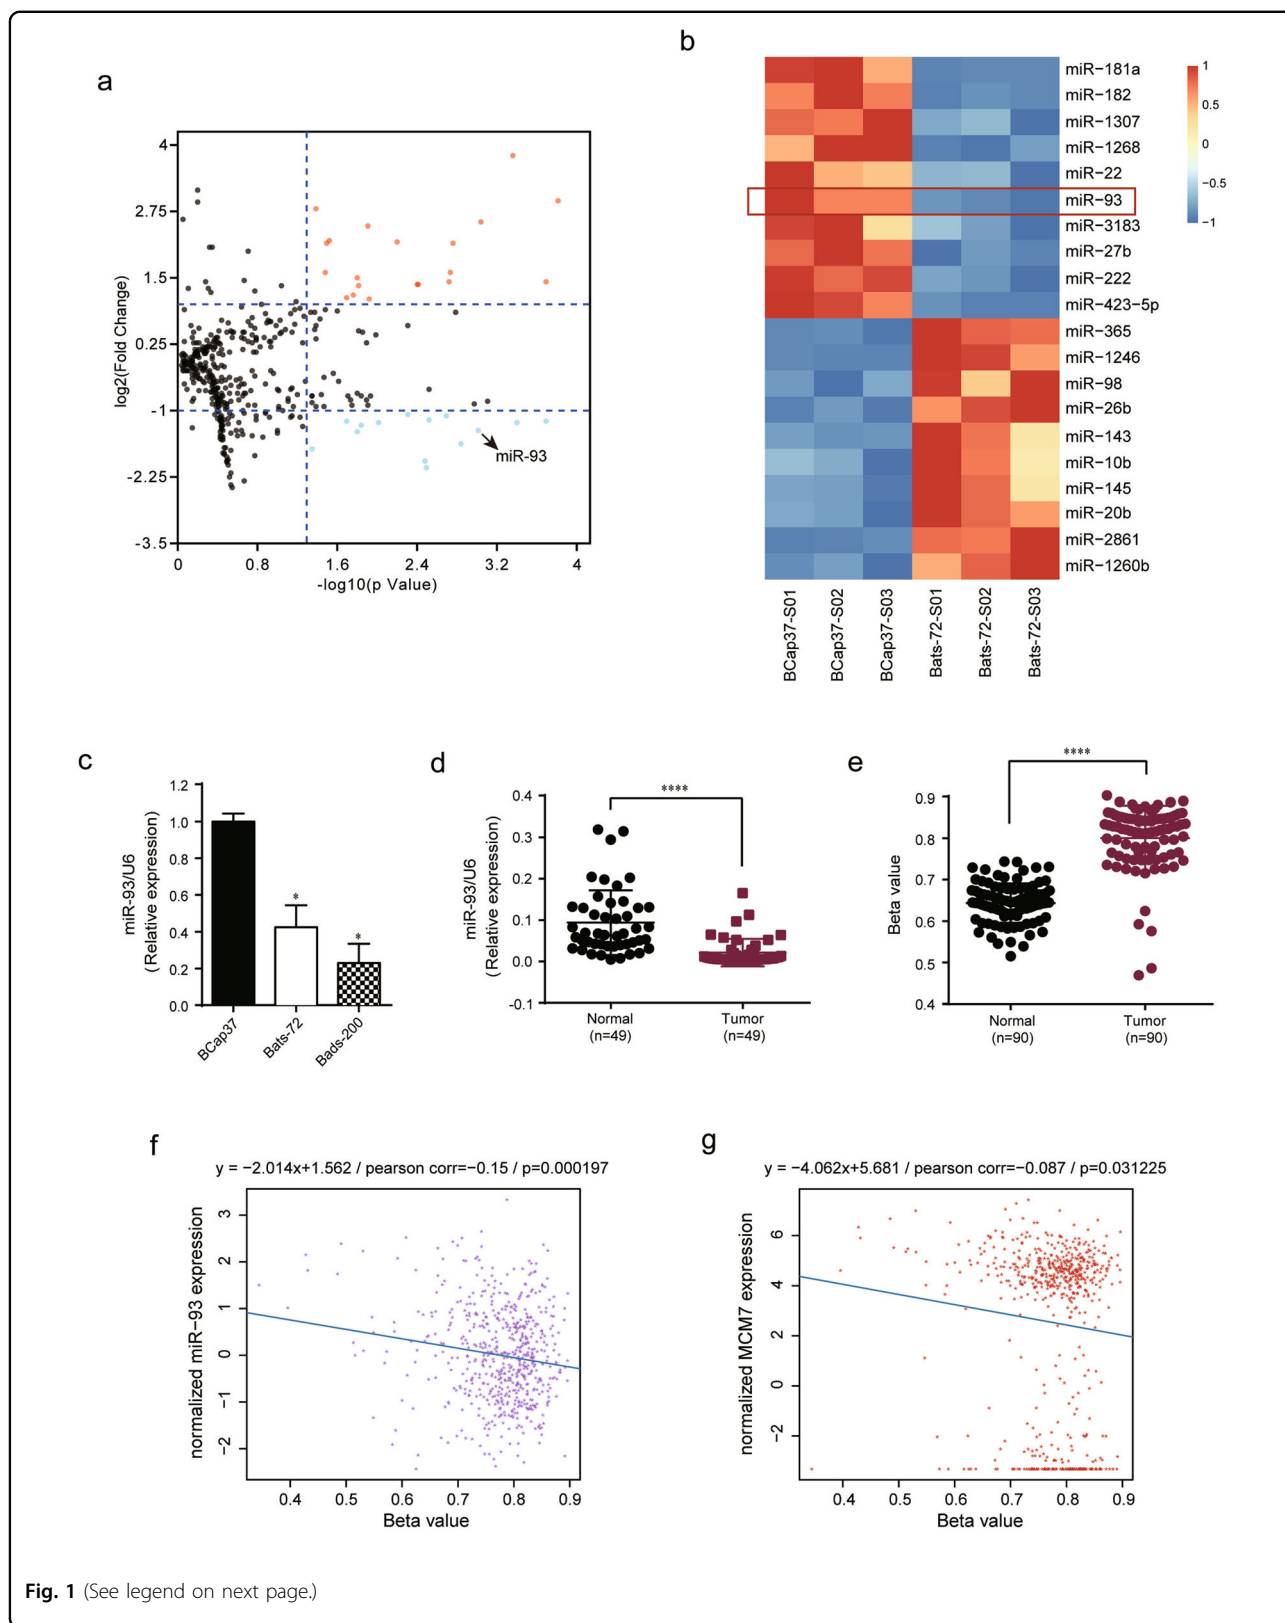 a
4
2.75
1.5
0.25
-1
-2.25
-3.5
log2(Fold Change)
0 0.8 1.6 2.4 3.2 4
-log10(p Value)
miR-93
b
miR−181a
miR−182
miR−1307
miR−1268
miR−22
miR−93
miR−3183
miR−27b
miR−222
miR−423−5p
miR−365
miR−1246
miR−98
miR−26b
miR−143
miR−10b
miR−145
miR−20b
miR−2861
miR−1260b
1
0.5
0
−0.5
−1
BCap37-S01
BCap37-S02
BCap37-S03
Bats-72-S01
Bats-72-S02
Bats-72-S03
c
miR-93/U6
(Relative expression)
1.2
1.0
0.8
0.6
0.4
0.2
0.0
*
*
BCap37
Bats-72
Bads-200
d
miR-93/U6
(Relative expression)
0.4
0.3
0.2
0.1
0.0
-0.1
****
Normal
(n=49)
Tumor
(n=49)
e
Beta value
0.9
0.8
0.7
0.6
0.5
0.4
****
Normal
(n=90)
Tumor
(n=90)
f
y = −2.014x+1.562 / pearson corr=−0.15 / p=0.000197
normalized miR−93 expression
3
2
1
0
−1
−2
0.4 0.5 0.6 0.7 0.8 0.9
Beta value
g
y = −4.062x+5.681 / pearson corr=−0.087 / p=0.031225
normalized MCM7 expression
6
4
2
0
−2
0.4 0.5 0.6 0.7 0.8 0.9
Beta value
Fig. 1 (See legend on next page.)